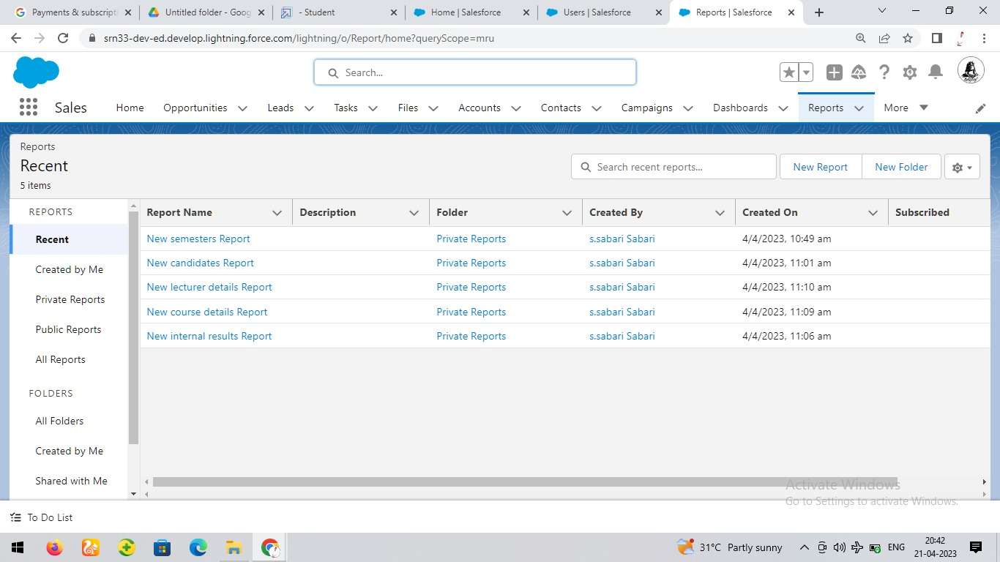 Payments & subscripti
Untitled folder - Goog
- Student
Home | Salesforce
Users | Salesforce
Reports | Salesforce
srn33-dev-ed.develop.lightning.force.com/lightning/o/Report/home?queryScope=mru
Search...
Sales
Home
Opportunities
Leads
Tasks
Files
Accounts
Contacts
Campaigns
Dashboards
Reports
More
Reports
Recent
5 items
Search recent reports...
New Report
New Folder
REPORTS
Recent
Created by Me
Private Reports
Public Reports
All Reports
FOLDERS
All Folders
Created by Me
Shared with Me
Report Name Description Folder Created By Created On Subscribed
New semesters Report Private Reports s.sabari Sabari 4/4/2023, 10:49 am
New candidates Report Private Reports s.sabari Sabari 4/4/2023, 11:01 am
New lecturer details Report Private Reports s.sabari Sabari 4/4/2023, 11:10 am
New course details Report Private Reports s.sabari Sabari 4/4/2023, 11:09 am
New internal results Report Private Reports s.sabari Sabari 4/4/2023, 11:06 am
Activate Windows
Go to Settings to activate Windows.
To Do List
31°C Partly sunny
ENG
20:42
21-04-2023